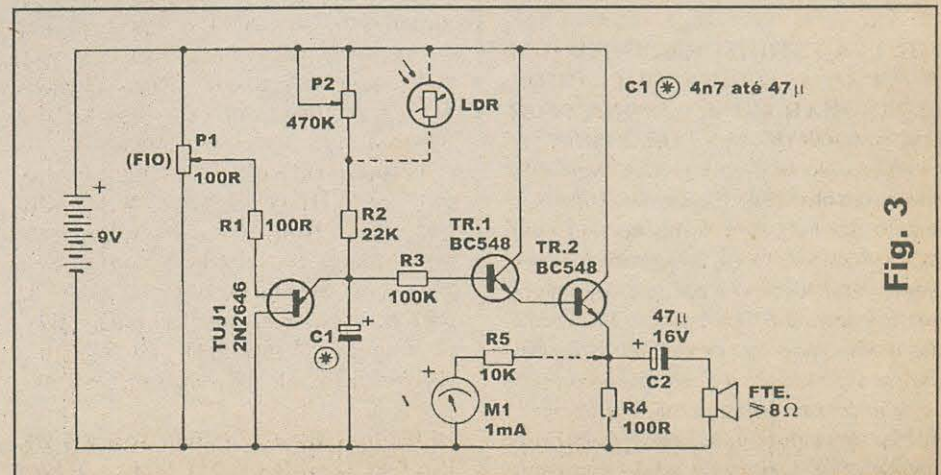 P2
470K
LDR
C1 ✳ 4n7 até 47µ
P1
(FIO)
100R
R1
100R
R2
22K
9V
TR.1
BC548
TR.2
BC548
R3
100K
TUJ1
2N2646
C1
✳
47µ
16V
C2
R5
10K
M1
1mA
R4
100R
FTE.
⩾8Ω
Fig. 3